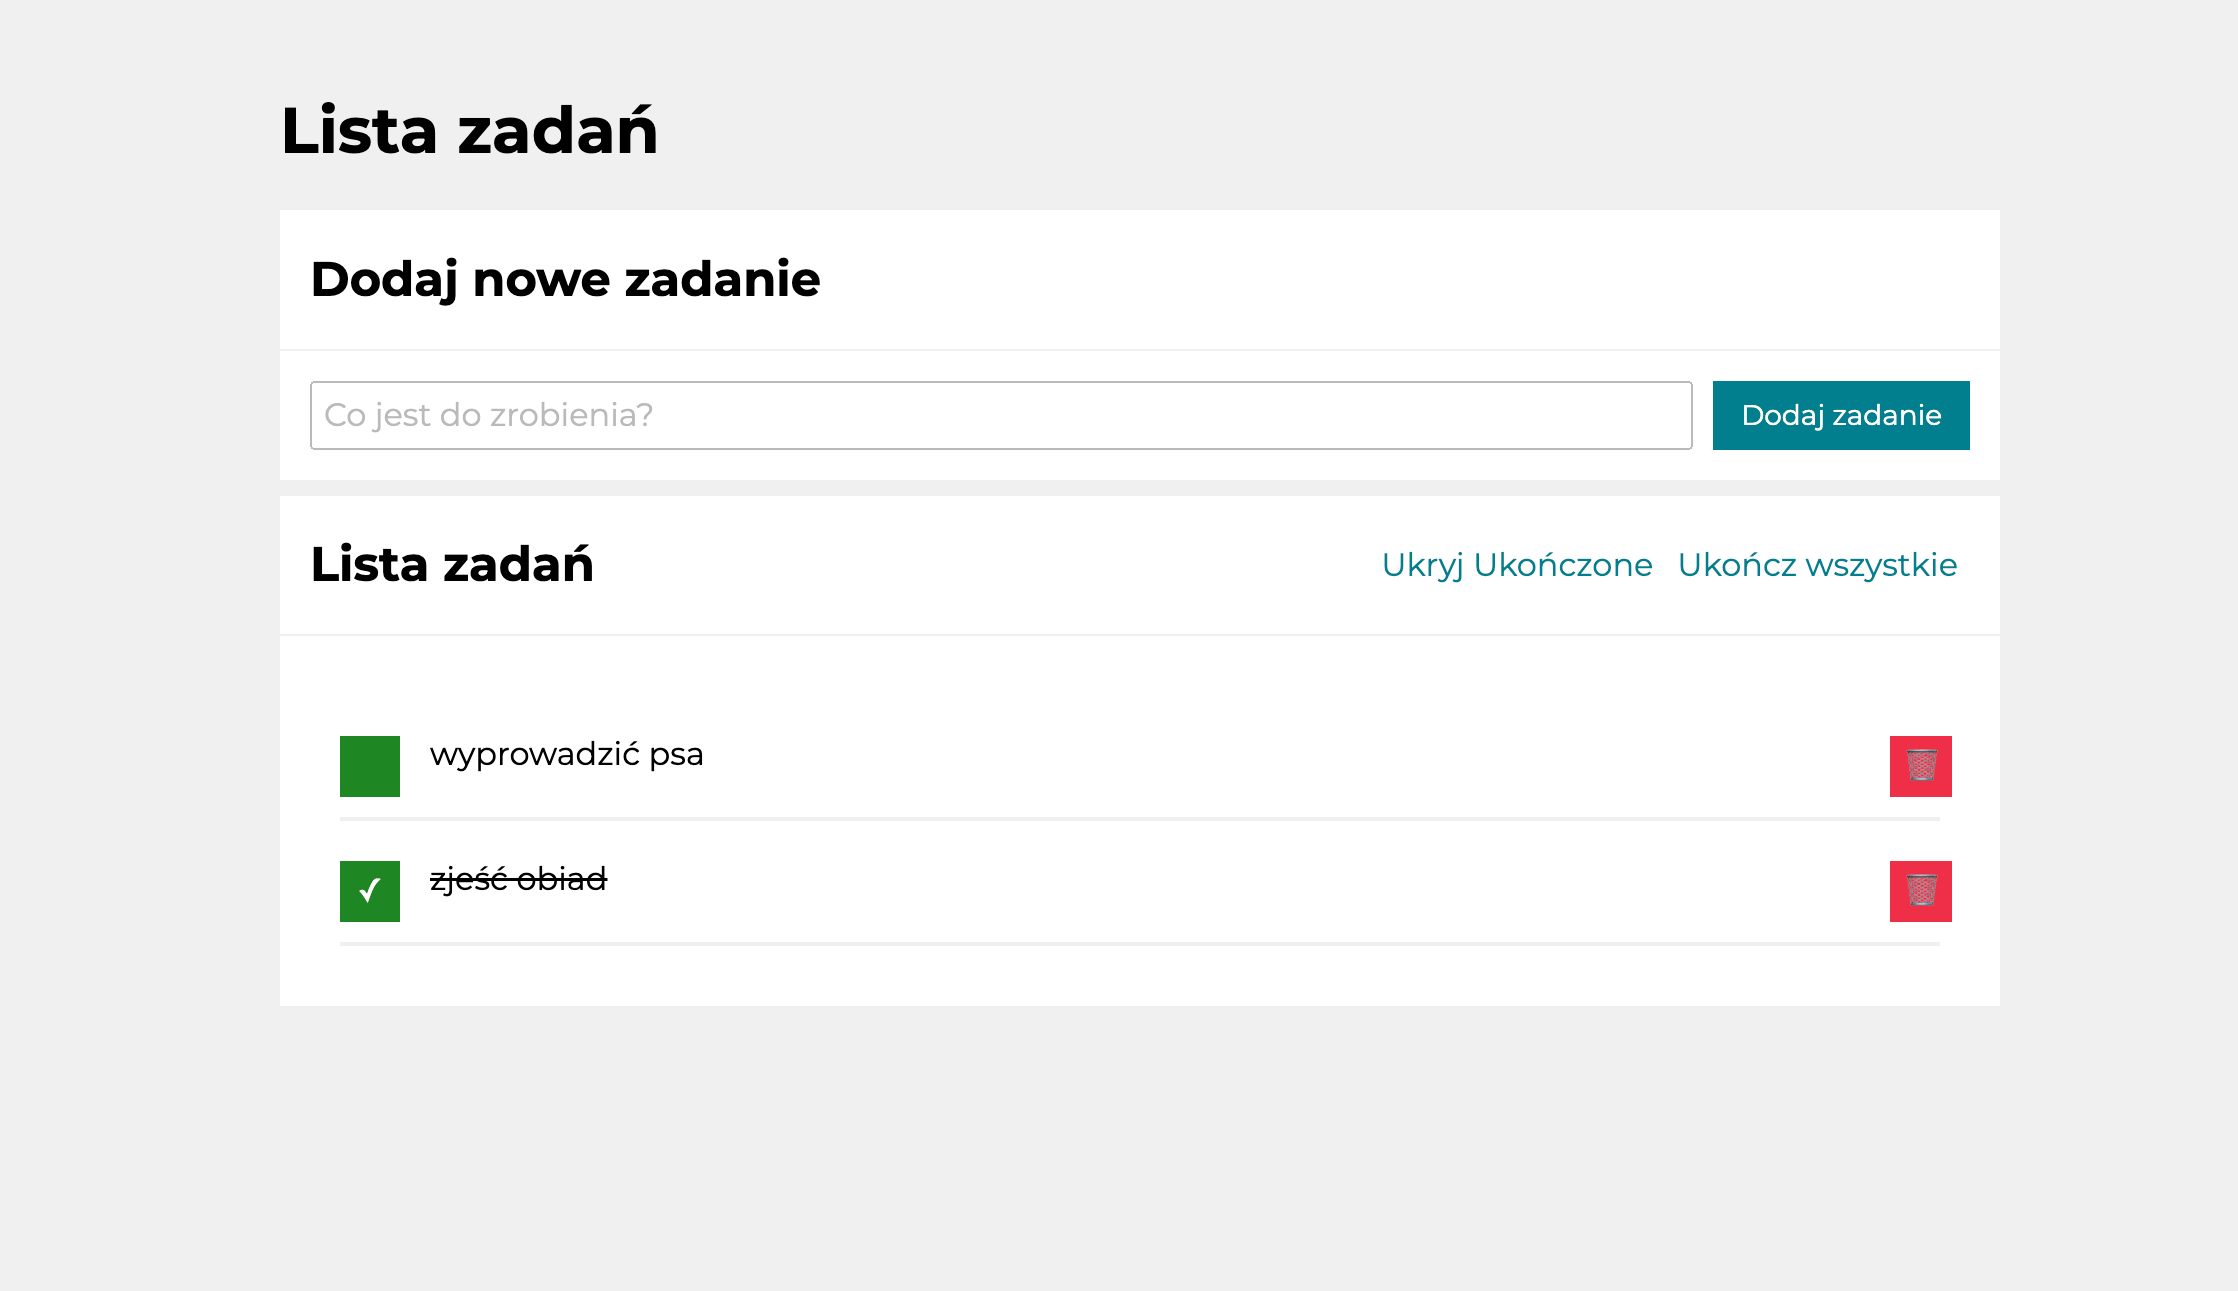 Lista zadań
Dodaj nowe zadanie
Co jest do zrobienia?
Dodaj zadanie
Lista zadań
Ukryj Ukończone
Ukończ wszystkie
wyprowadzić psa
zjeść obiad